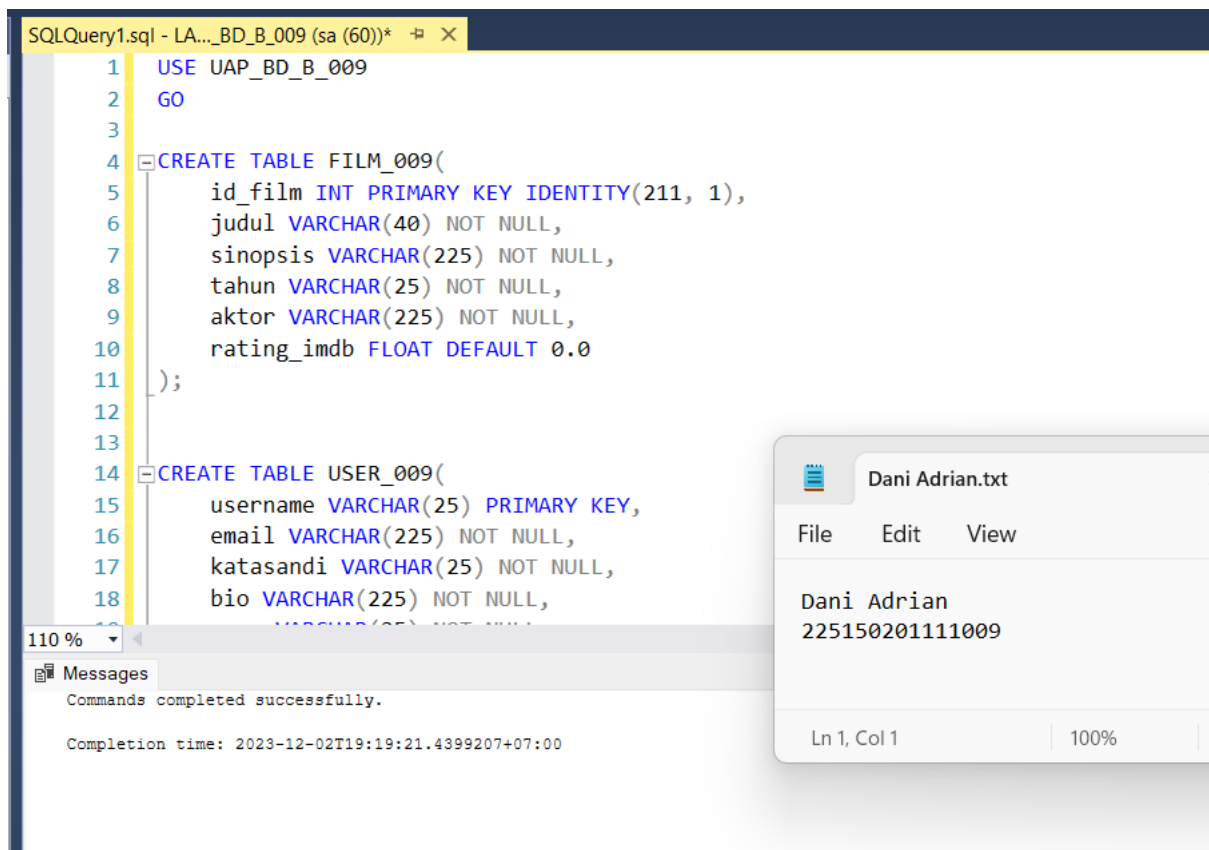 SQLQuery1.sql - LA..._BD_B_009 (sa (60))*
1 USE UAP_BD_B_009
2 GO
3
4 CREATE TABLE FILM_009(
5 id_film INT PRIMARY KEY IDENTITY(211, 1),
6 judul VARCHAR(40) NOT NULL,
7 sinopsis VARCHAR(225) NOT NULL,
8 tahun VARCHAR(25) NOT NULL,
9 aktor VARCHAR(225) NOT NULL,
10 rating_imdb FLOAT DEFAULT 0.0
11 );
12
13
14 CREATE TABLE USER_009(
15 username VARCHAR(25) PRIMARY KEY,
16 email VARCHAR(225) NOT NULL,
17 katasandi VARCHAR(25) NOT NULL,
18 bio VARCHAR(225) NOT NULL,
110 %
Messages
Commands completed successfully.
Completion time: 2023-12-02T19:19:21.4399207+07:00
Dani Adrian.txt
File Edit View
Dani Adrian
225150201111009
Ln 1, Col 1 100%